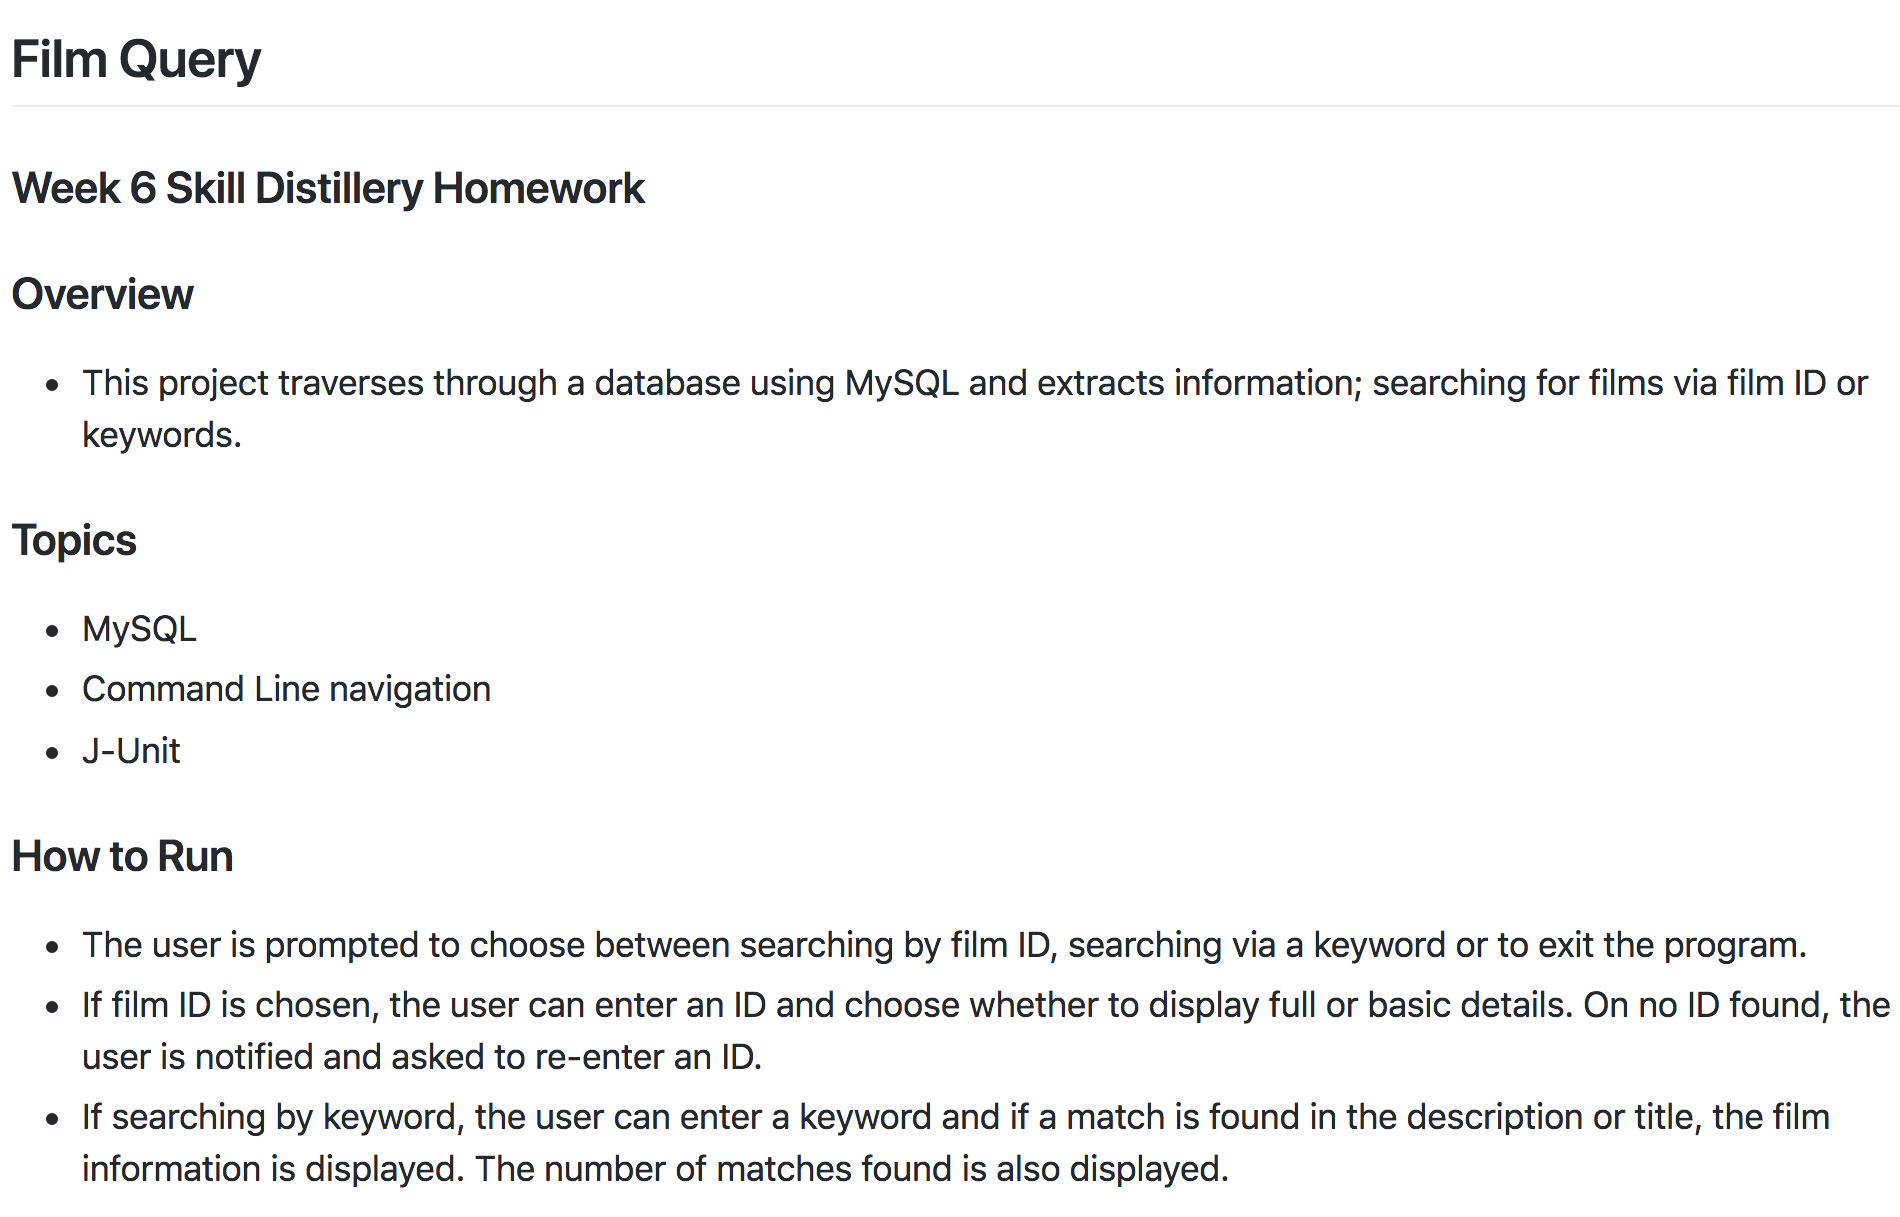 Film Query
Week 6 Skill Distillery Homework
Overview
This project traverses through a database using MySQL and extracts information; searching for films via film ID or
keywords.
Topics
MySQL
Command Line navigation
J-Unit
How to Run
The user is prompted to choose between searching by film ID, searching via a keyword or to exit the program.
If film ID is chosen, the user can enter an ID and choose whether to display full or basic details. On no ID found, the
user is notified and asked to re-enter an ID.
If searching by keyword, the user can enter a keyword and if a match is found in the description or title, the film
information is displayed. The number of matches found is also displayed.